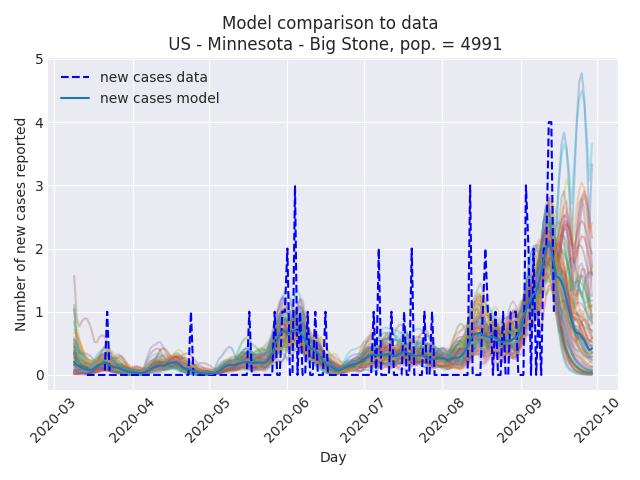 Model comparison to data
US - Minnesota - Big Stone, pop. = 4991
Number of new cases reported
5
4
3
2
1
0
new cases data
new cases model
2020-03
2020-04
2020-05
2020-06
2020-07
2020-08
2020-09
2020-10
Day